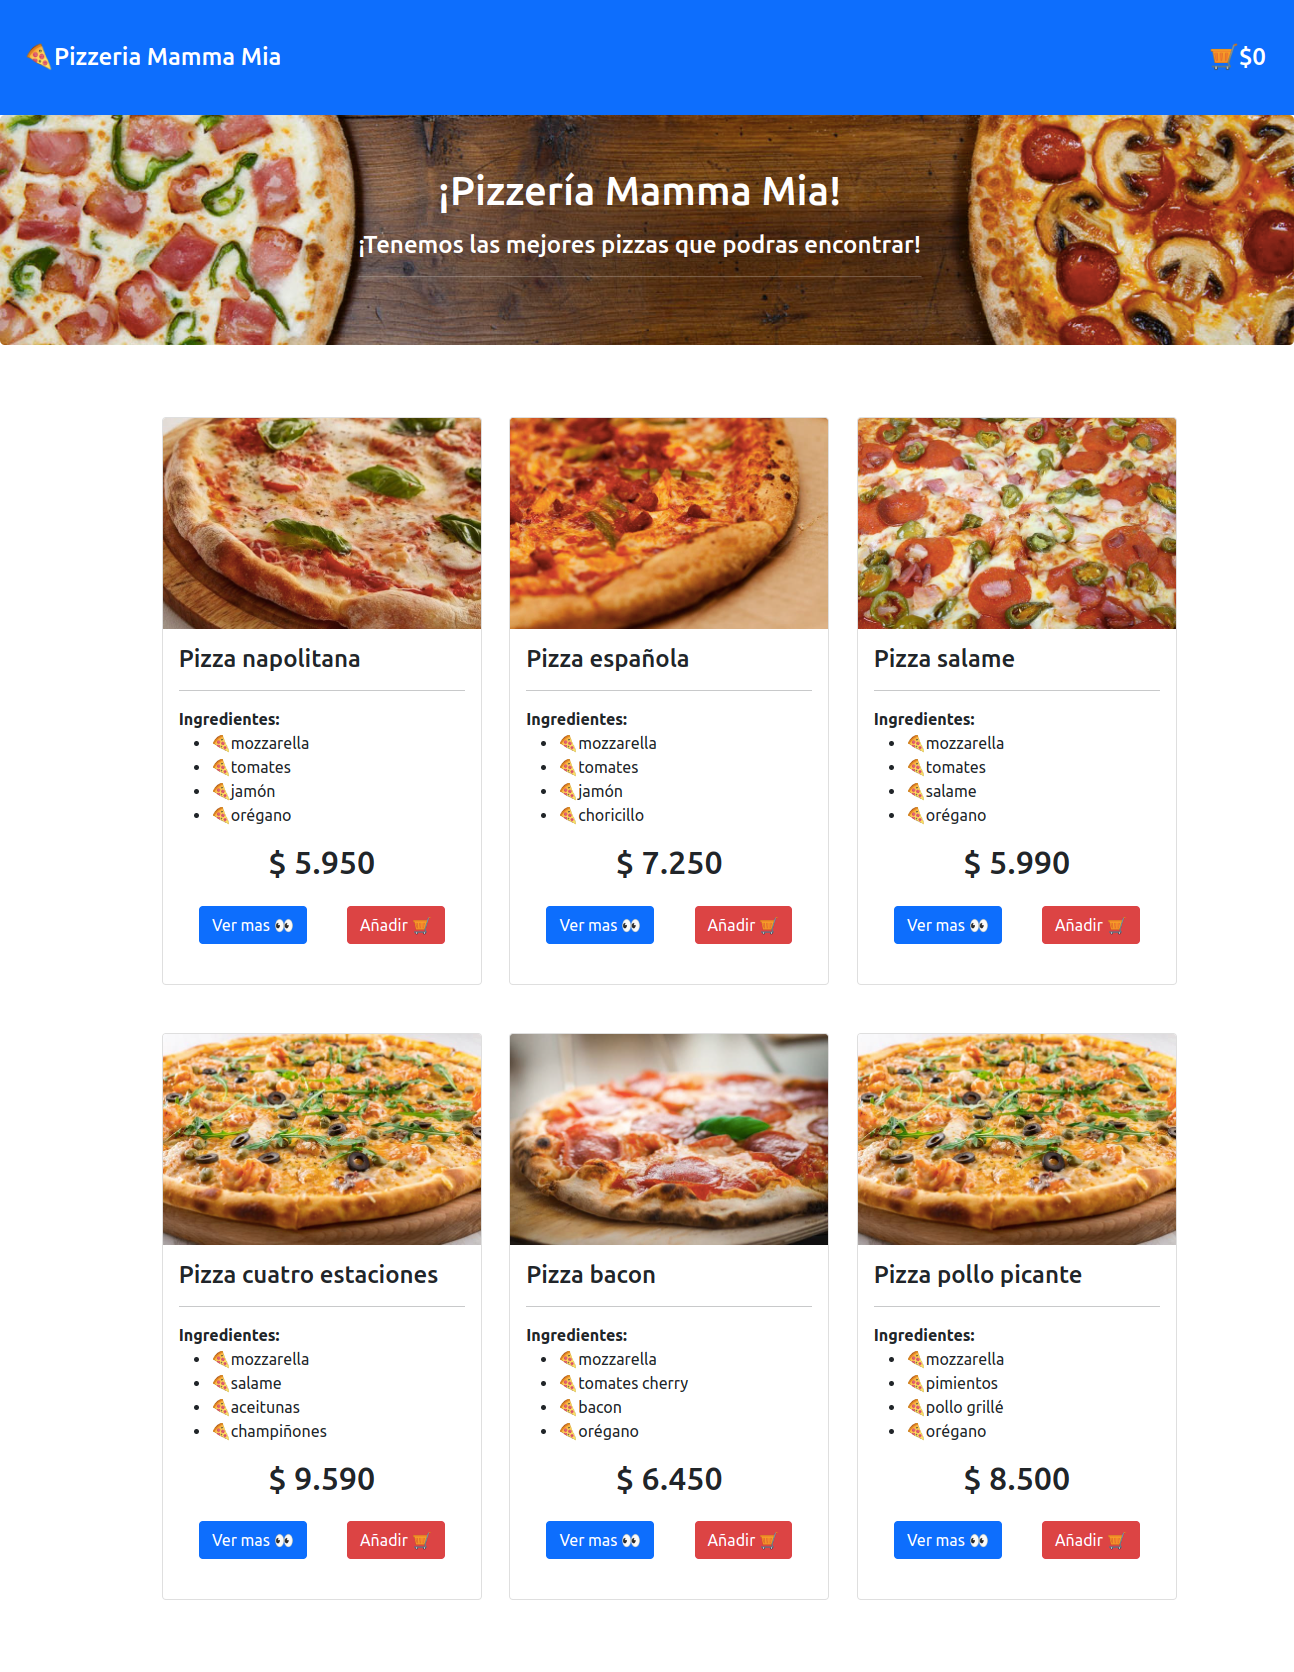 🍕Pizzeria Mamma Mia
🛒$0
¡Pizzería Mamma Mia!
¡Tenemos las mejores pizzas que podras encontrar!
Pizza napolitana
Ingredientes:
• 🍕mozzarella
• 🍕tomates
• 🍕jamón
• 🍕orégano
$ 5.950
Ver mas 👀
Añadir 🛒
Pizza española
Ingredientes:
• 🍕mozzarella
• 🍕tomates
• 🍕jamón
• 🍕choricillo
$ 7.250
Ver mas 👀
Añadir 🛒
Pizza salame
Ingredientes:
• 🍕mozzarella
• 🍕tomates
• 🍕salame
• 🍕orégano
$ 5.990
Ver mas 👀
Añadir 🛒
Pizza cuatro estaciones
Ingredientes:
• 🍕mozzarella
• 🍕salame
• 🍕aceitunas
• 🍕champiñones
$ 9.590
Ver mas 👀
Añadir 🛒
Pizza bacon
Ingredientes:
• 🍕mozzarella
• 🍕tomates cherry
• 🍕bacon
• 🍕orégano
$ 6.450
Ver mas 👀
Añadir 🛒
Pizza pollo picante
Ingredientes:
• 🍕mozzarella
• 🍕pimientos
• 🍕pollo grillé
• 🍕orégano
$ 8.500
Ver mas 👀
Añadir 🛒